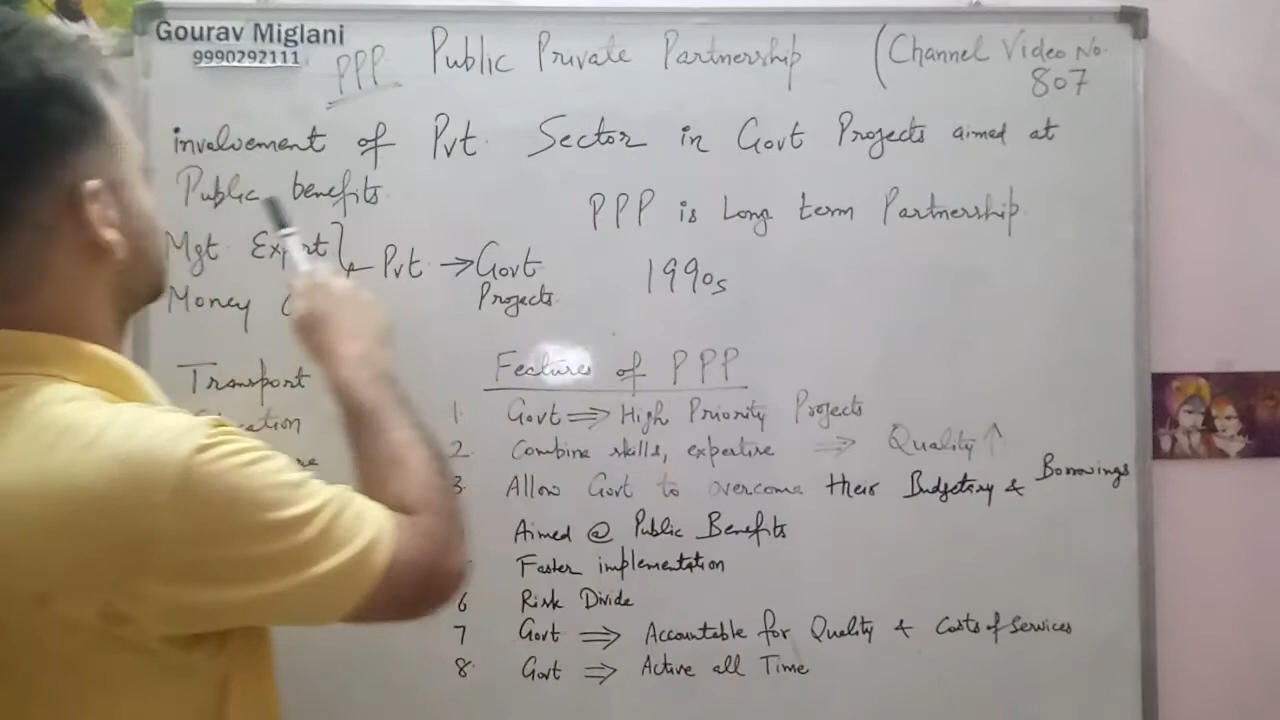 Gourav Miglani
9990292111
PPP Public Private Partnership (Channel Video No. 807
involvement of Pvt. Sector in Govt Projects aimed at
Public benefits
PPP is Long term Partnership
Mgt Expert
Money
Pvt → Govt Projects
1990s
Transport
Features of PPP
1. Govt ⇒ High Priority Projects
2. Combine skills, expertise ⇒ Quality ↑
3. Allow Govt to overcome their Budgetary & Borrowings
Aimed @ Public Benefits
Faster implementation
6 Risk Divide
7 Govt ⇒ Accountable for Quality & Costs of Services
8. Govt ⇒ Active all Time